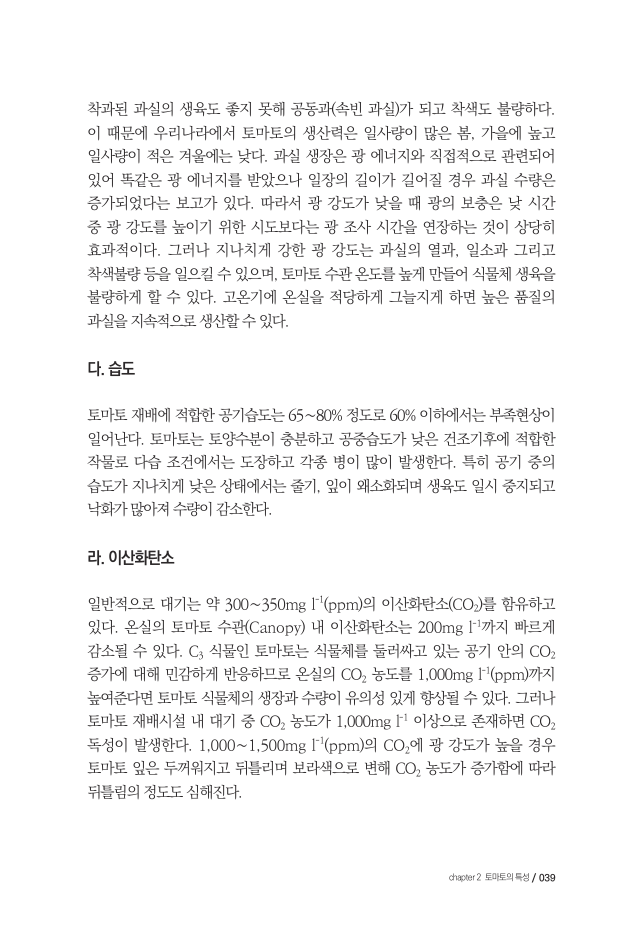 착과된 과실의 생육도 좋지 못해 공동과(속빈 과실)가 되고 착색도 불량하다.
이 때문에 우리나라에서 토마토의 생산력은 일사량이 많은 봄, 가을에 높고
일사량이 적은 겨울에는 낮다. 과실 생장은 광 에너지와 직접적으로 관련되어
있어 똑같은 광 에너지를 받았으나 일장의 길이가 길어질 경우 과실 수량은
증가되었다는 보고가 있다. 따라서 광 강도가 낮을 때 광의 보충은 낮 시간
중 광 강도를 높이기 위한 시도보다는 광 조사 시간을 연장하는 것이 상당히
효과적이다. 그러나 지나치게 강한 광 강도는 과실의 열과, 일소과 그리고
착색불량 등을 일으킬 수 있으며, 토마토 수관 온도를 높게 만들어 식물체 생육을
불량하게 할 수 있다. 고온기에 온실을 적당하게 그늘지게 하면 높은 품질의
과실을 지속적으로 생산할 수 있다.
다. 습도
토마토 재배에 적합한 공기습도는 65~80% 정도로 60% 이하에서는 부족현상이
일어난다. 토마토는 토양수분이 충분하고 공중습도가 낮은 건조기후에 적합한
작물로 다습 조건에서는 도장하고 각종 병이 많이 발생한다. 특히 공기 중의
습도가 지나치게 낮은 상태에서는 줄기, 잎이 왜소화되며 생육도 일시 중지되고
낙화가 많아져 수량이 감소한다.
라. 이산화탄소
일반적으로 대기는 약 300~350mg l⁻¹(ppm)의 이산화탄소(CO₂)를 함유하고
있다. 온실의 토마토 수관(Canopy) 내 이산화탄소는 200mg l⁻¹까지 빠르게
감소될 수 있다. C₃ 식물인 토마토는 식물체를 둘러싸고 있는 공기 안의 CO₂
증가에 대해 민감하게 반응하므로 온실의 CO₂ 농도를 1,000mg l⁻¹(ppm)까지
높여준다면 토마토 식물체의 생장과 수량이 유의성 있게 향상될 수 있다. 그러나
토마토 재배시설 내 대기 중 CO₂ 농도가 1,000mg l⁻¹ 이상으로 존재하면 CO₂
독성이 발생한다. 1,000~1,500mg l⁻¹(ppm)의 CO₂에 광 강도가 높을 경우
토마토 잎은 두꺼워지고 뒤틀리며 보라색으로 변해 CO₂ 농도가 증가함에 따라
뒤틀림의 정도도 심해진다.
chapter 2 토마토의 특성 / 039